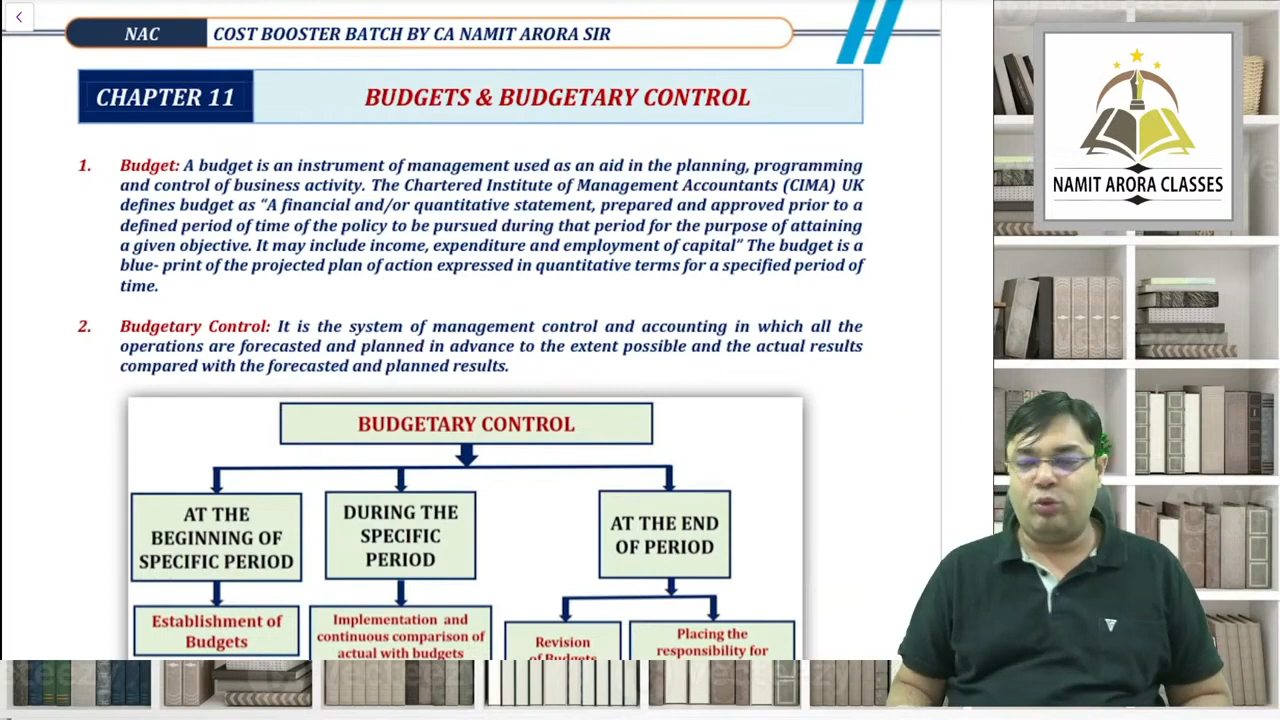 NAC COST BOOSTER BATCH BY CA NAMIT ARORA SIR
CHAPTER 11 BUDGETS & BUDGETARY CONTROL
1. Budget: A budget is an instrument of management used as an aid in the planning, programming
and control of business activity. The Chartered Institute of Management Accountants (CIMA) UK
defines budget as “A financial and/or quantitative statement, prepared and approved prior to a
defined period of time of the policy to be pursued during that period for the purpose of attaining
a given objective. It may include income, expenditure and employment of capital” The budget is a
blue- print of the projected plan of action expressed in quantitative terms for a specified period of
time.
2. Budgetary Control: It is the system of management control and accounting in which all the
operations are forecasted and planned in advance to the extent possible and the actual results
compared with the forecasted and planned results.
BUDGETARY CONTROL
AT THE
BEGINNING OF
SPECIFIC PERIOD
DURING THE
SPECIFIC
PERIOD
AT THE END
OF PERIOD
Establishment of
Budgets
Implementation and
continuous comparison of
actual with budgets
Revision
of Budgets
Placing the
responsibility for
NAMIT ARORA CLASSES